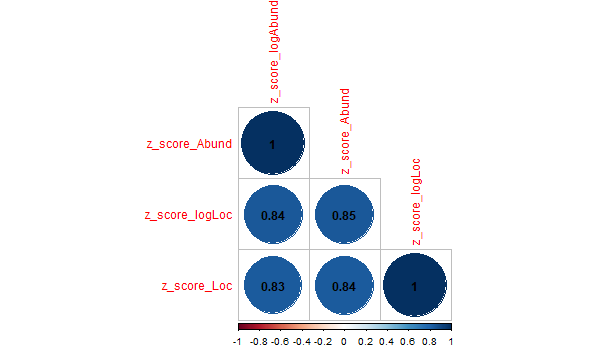 z_score_logAbund
z_score_Abund
z_score_logLoc
z_score_Abund 1
z_score_logLoc 0.84 0.85
z_score_Loc 0.83 0.84 1
-1 -0.8 -0.6 -0.4 -0.2 0 0.2 0.4 0.6 0.8 1